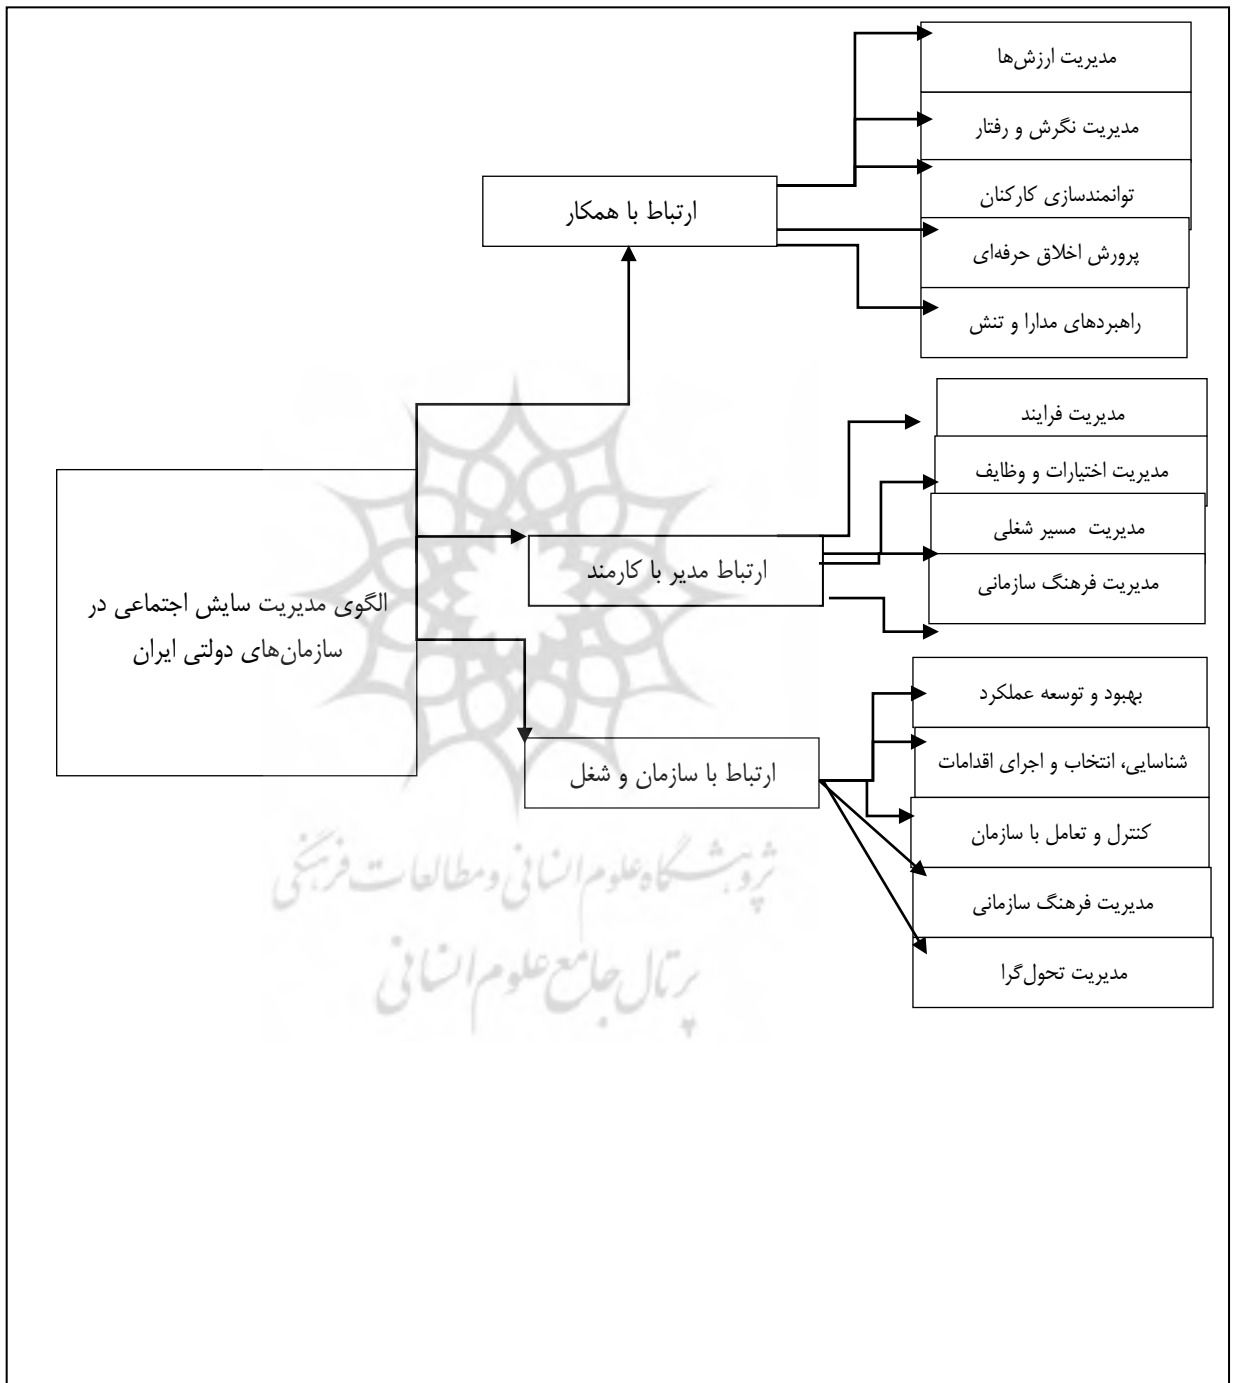 مدیریت ارزش‌ها
مدیریت نگرش و رفتار
توانمندسازی کارکنان
پرورش اخلاق حرفه‌ای
راهبردهای مدارا و تنش
ارتباط با همکار
مدیریت فرایند
مدیریت اختیارات و وظایف
مدیریت مسیر شغلی
مدیریت فرهنگ سازمانی
ارتباط مدیر با کارمند
الگوی مدیریت سایش اجتماعی در
سازمان‌های دولتی ایران
بهبود و توسعه عملکرد
شناسایی، انتخاب و اجرای اقدامات
کنترل و تعامل با سازمان
مدیریت فرهنگ سازمانی
مدیریت تحول‌گرا
ارتباط با سازمان و شغل
پژوهشگاه علوم انسانی و مطالعات فرهنگی
پرتال جامع علوم انسانی